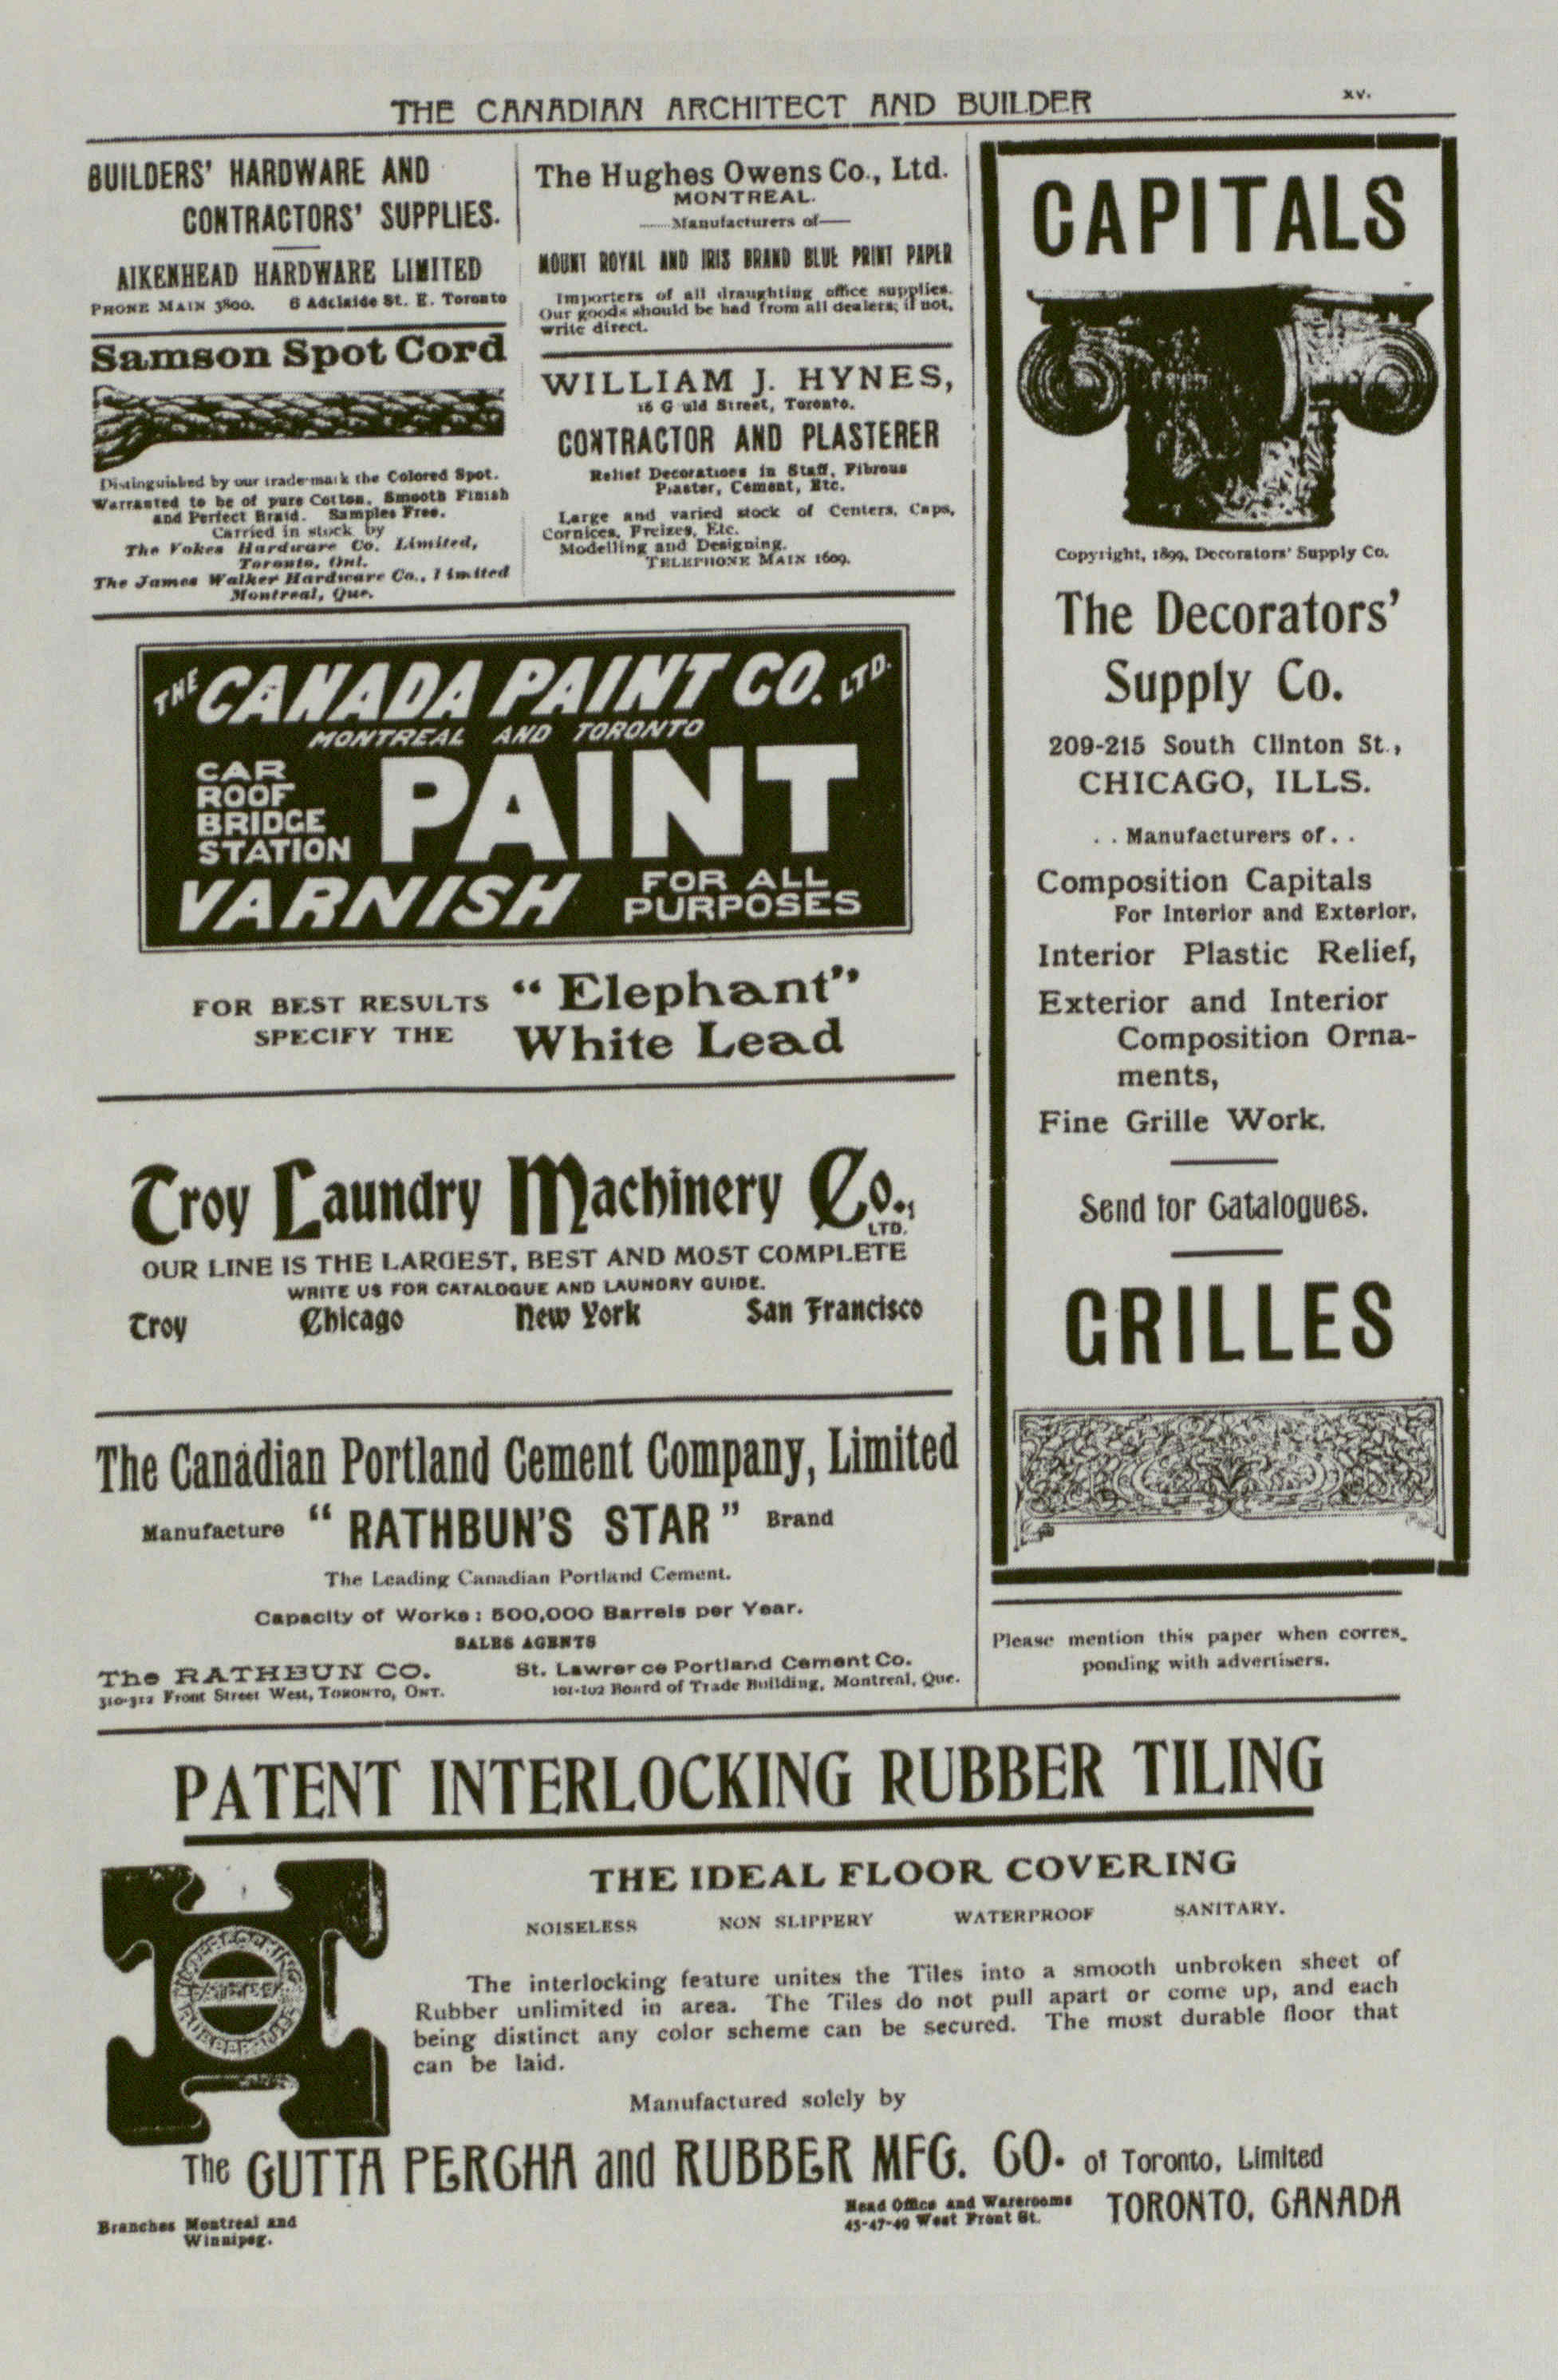 THE CANADIAN ARCHITECT AND BUILDER
xv.
BUILDERS' HARDWARE AND
CONTRACTORS' SUPPLIES.
AIKENHEAD HARDWARE LIMITED
PHONE MAIN 3800. 6 Adelaide St. E. Toronto
Samson Spot Cord
Distinguished by our trade-mark the Colored Spot.
Warranted to be of pure Cotton, Smooth Finish
and Perfect Braid. Samples Free.
Carried in stock by
The Vokes Hardware Co. Limited,
Toronto, Ont.
The James Walker Hardware Co., Limited
Montreal, Que.
The Hughes Owens Co., Ltd.
MONTREAL.
Manufacturers of
MOUNT ROYAL AND IRIS BRAND BLUE PRINT PAPER
Importers of all draughting office supplies.
Our goods should be had from all dealers; if not,
write direct.
WILLIAM J. HYNES,
16 G uld Street, Toronto.
CONTRACTOR AND PLASTERER
Relief Decorations in Staff, Fibrous
Plaster, Cement, Etc.
Large and varied stock of Centers, Caps,
Cornices, Freizes, Etc.
Modelling and Designing.
TELEPHONE MAIN 1609.
THE CANADA PAINT CO. LTD.
MONTREAL AND TORONTO
CAR
ROOF
BRIDGE
STATION
PAINT
VARNISH FOR ALL
PURPOSES
FOR BEST RESULTS
SPECIFY THE
"Elephant"
White Lead
Troy Laundry Machinery Co.,
LTD.
OUR LINE IS THE LARGEST, BEST AND MOST COMPLETE
WRITE US FOR CATALOGUE AND LAUNDRY GUIDE.
Troy Chicago New York San Francisco
The Canadian Portland Cement Company, Limited
Manufacture "RATHBUN'S STAR" Brand
The Leading Canadian Portland Cement.
Capacity of Works: 500,000 Barrels per Year.
SALES AGENTS
The RATHBUN CO.
310-312 Front Street West, TORONTO, ONT.
St. Lawrence Portland Cement Co.
101-102 Board of Trade Building, Montreal, Que.
CAPITALS
Copyright, 1899, Decorators' Supply Co.
The Decorators'
Supply Co.
209-215 South Clinton St.,
CHICAGO, ILLS.
. . Manufacturers of . .
Composition Capitals
For Interior and Exterior,
Interior Plastic Relief,
Exterior and Interior
Composition Orna-
ments,
Fine Grille Work.
Send for Catalogues.
GRILLES
Please mention this paper when corres-
ponding with advertisers.
PATENT INTERLOCKING RUBBER TILING
THE IDEAL FLOOR COVERING
NOISELESS NON SLIPPERY WATERPROOF SANITARY.
The interlocking feature unites the Tiles into a smooth unbroken sheet of
Rubber unlimited in area. The Tiles do not pull apart or come up, and each
being distinct any color scheme can be secured. The most durable floor that
can be laid.
Manufactured solely by
The GUTTA PERCHA and RUBBER MFG. CO. of Toronto, Limited
Branches Montreal and
Winnipeg.
Head Office and Warerooms
45-47-49 West Front St.
TORONTO, CANADA